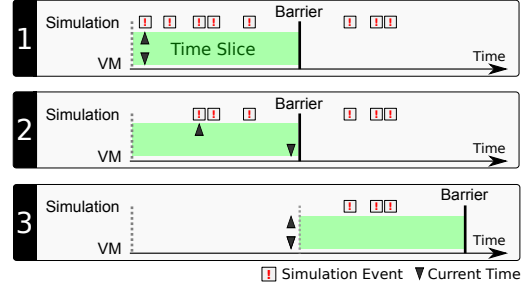 1
Simulation ! ! ! ! ! Barrier ! ! !
Time Slice
VM Time
2
Simulation ! ! ! Barrier ! ! !
VM Time
3
Simulation ! ! ! Barrier
VM Time
! Simulation Event Current Time